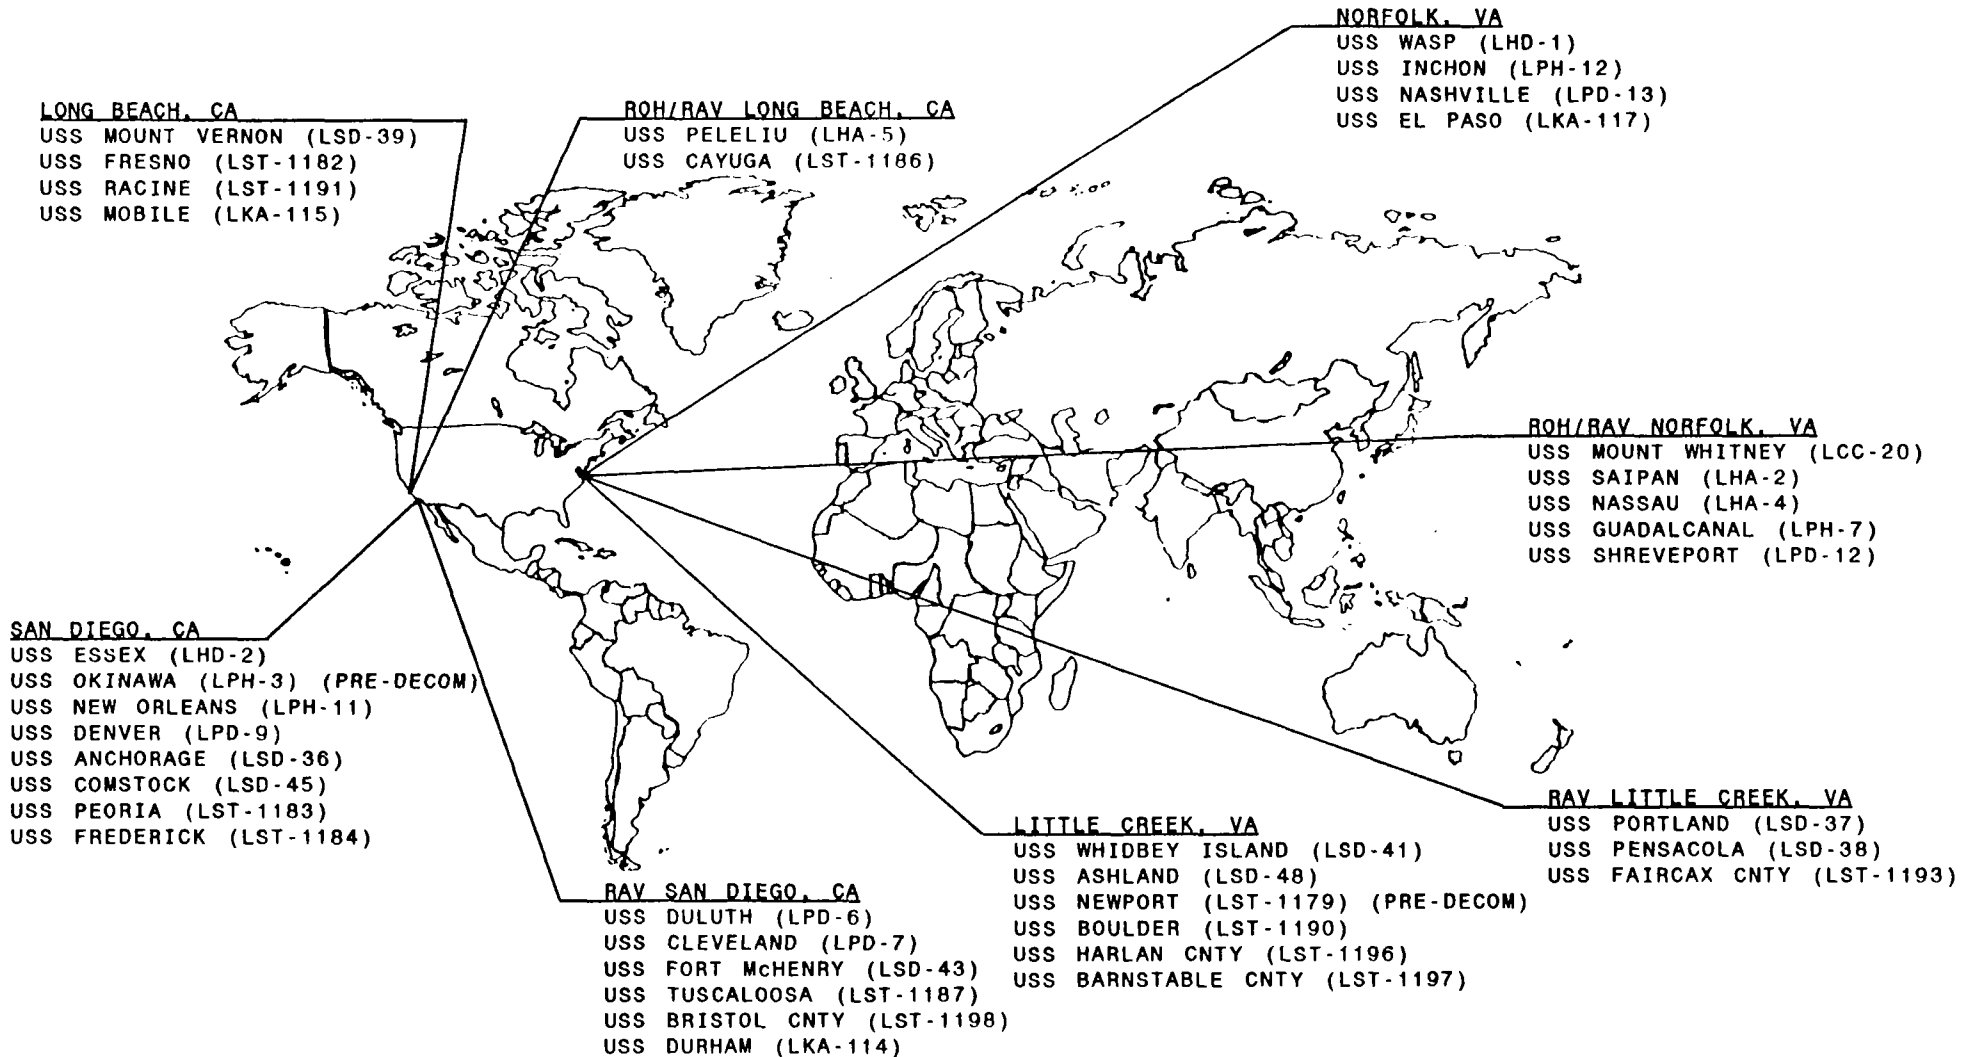 NORFOLK, VA
USS WASP (LHD-1)
USS INCHON (LPH-12)
USS NASHVILLE (LPD-13)
USS EL PASO (LKA-117)
LONG BEACH, CA
USS MOUNT VERNON (LSD-39)
USS FRESNO (LST-1182)
USS RACINE (LST-1191)
USS MOBILE (LKA-115)
ROH/RAV LONG BEACH, CA
USS PELELIU (LHA-5)
USS CAYUGA (LST-1186)
ROH/RAV NORFOLK, VA
USS MOUNT WHITNEY (LCC-20)
USS SAIPAN (LHA-2)
USS NASSAU (LHA-4)
USS GUADALCANAL (LPH-7)
USS SHREVEPORT (LPD-12)
SAN DIEGO, CA
USS ESSEX (LHD-2)
USS OKINAWA (LPH-3) (PRE-DECOM)
USS NEW ORLEANS (LPH-11)
USS DENVER (LPD-9)
USS ANCHORAGE (LSD-36)
USS COMSTOCK (LSD-45)
USS PEORIA (LST-1183)
USS FREDERICK (LST-1184)
RAV SAN DIEGO, CA
USS DULUTH (LPD-6)
USS CLEVELAND (LPD-7)
USS FORT McHENRY (LSD-43)
USS TUSCALOOSA (LST-1187)
USS BRISTOL CNTY (LST-1198)
USS DURHAM (LKA-114)
LITTLE CREEK, VA
USS WHIDBEY ISLAND (LSD-41)
USS ASHLAND (LSD-48)
USS NEWPORT (LST-1179) (PRE-DECOM)
USS BOULDER (LST-1190)
USS HARLAN CNTY (LST-1196)
USS BARNSTABLE CNTY (LST-1197)
RAV LITTLE CREEK, VA
USS PORTLAND (LSD-37)
USS PENSACOLA (LSD-38)
USS FAIRCAX CNTY (LST-1193)